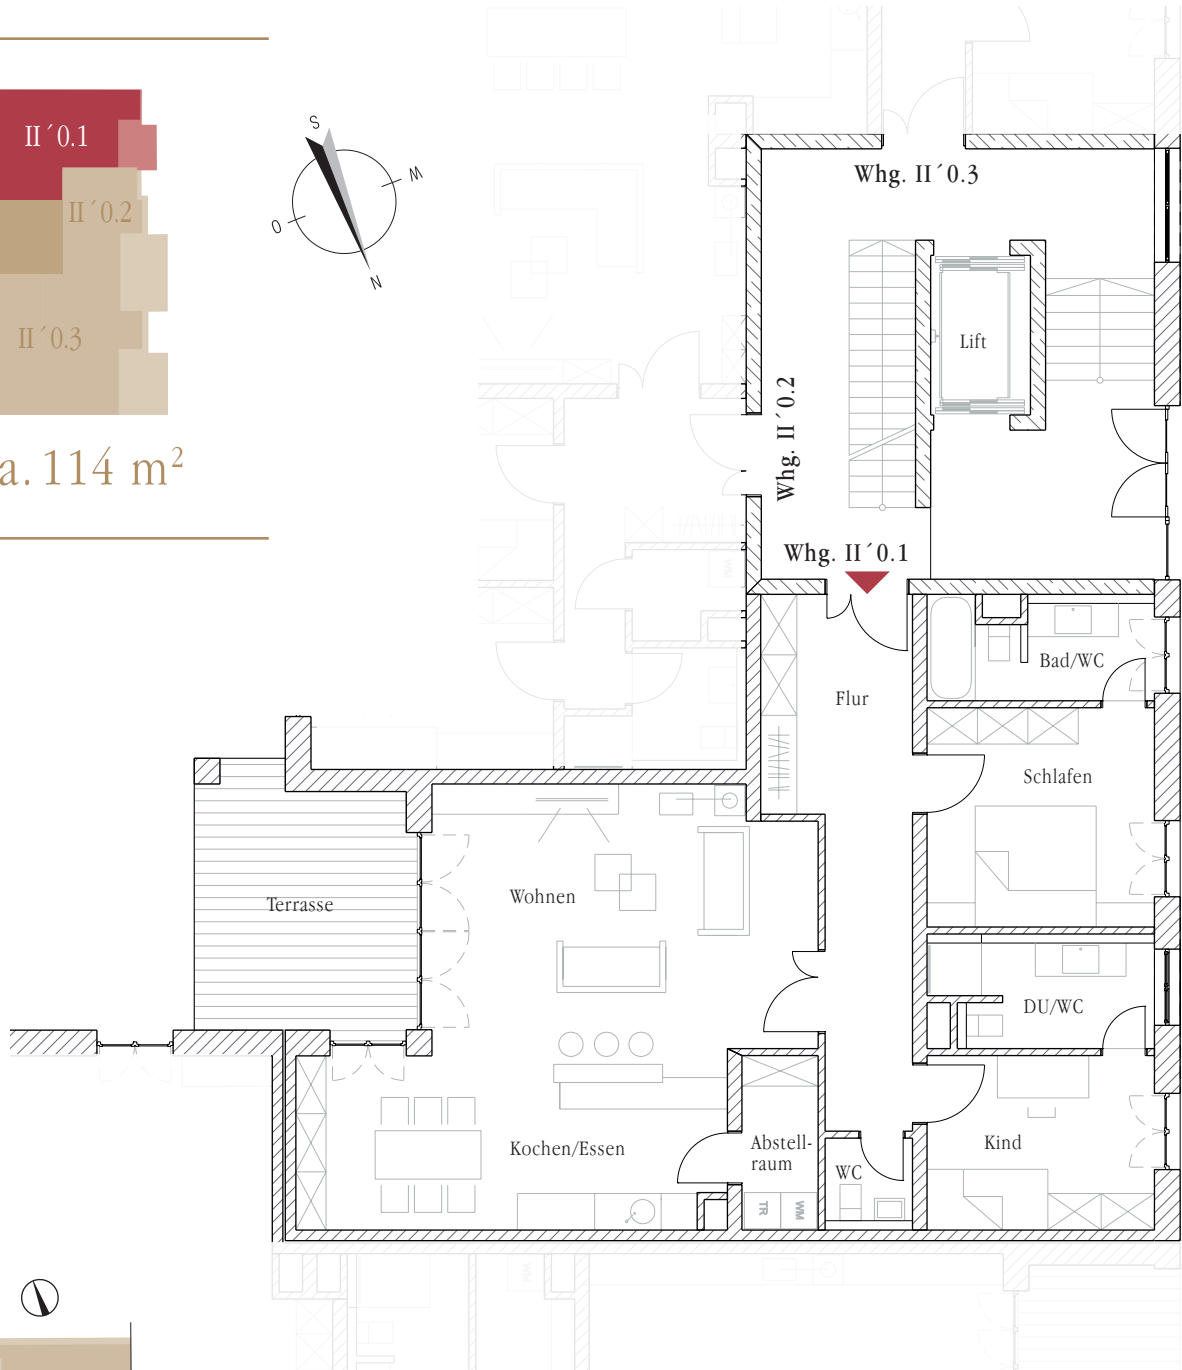 II´0.1
II´0.2
II´0.3
a. 114 m²
S
W
O
N
Whg. II´0.3
Whg. II´0.2
Whg. II´0.1
Lift
Bad/WC
Flur
Schlafen
Wohnen
Terrasse
DU/WC
Kochen/Essen
Abstell-
raum
WC
Kind
TR
WM
WM
WM